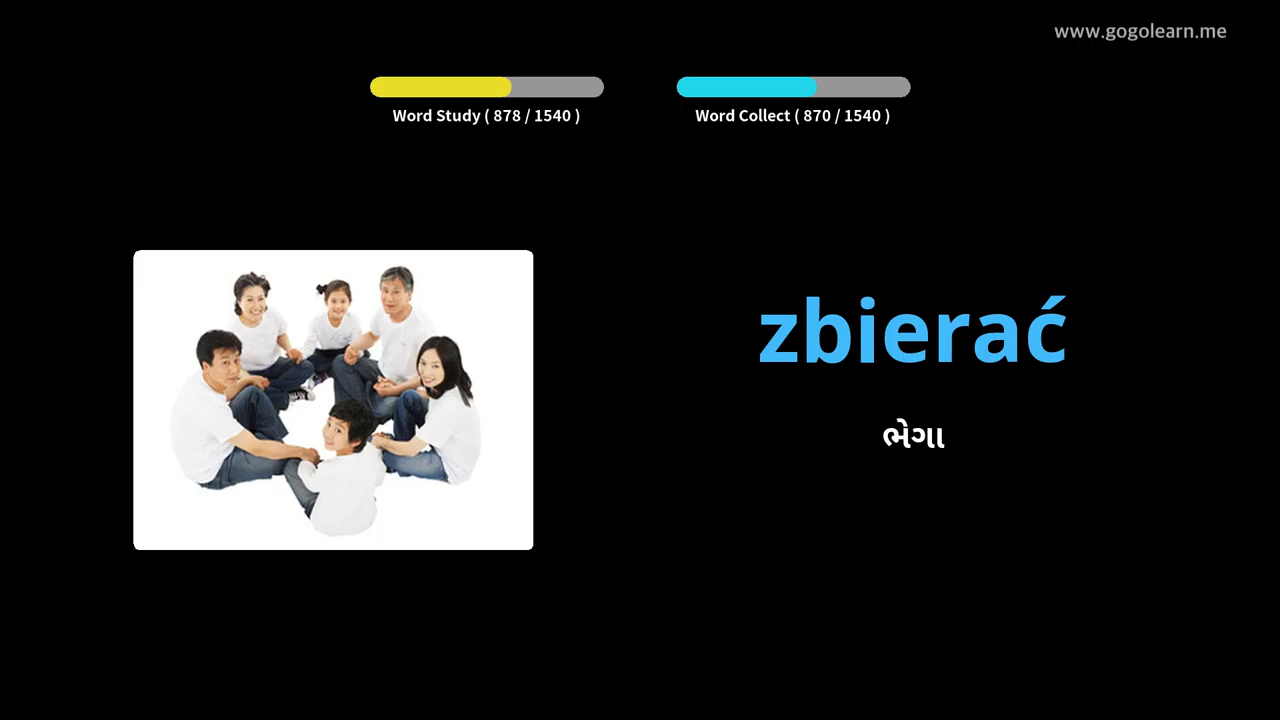 www.gogolearn.me
Word Study ( 878 / 1540 )
Word Collect ( 870 / 1540 )
zbierać
ભેગા